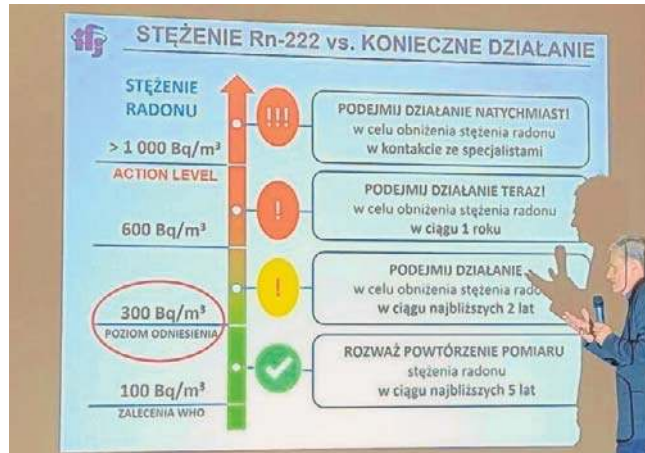 ifj
STĘŻENIE Rn-222 vs. KONIECZNE DZIAŁANIE
STĘŻENIE
RADONU
> 1 000 Bq/m³
ACTION LEVEL
600 Bq/m³
300 Bq/m³
POZIOM ODNIESIENIA
100 Bq/m³
ZALECENIA WHO
!!!
PODEJMIJ DZIAŁANIE NATYCHMIAST!
w celu obniżenia stężenia radonu
w kontakcie ze specjalistami
!
PODEJMIJ DZIAŁANIE TERAZ!
w celu obniżenia stężenia radonu
w ciągu 1 roku
!
PODEJMIJ DZIAŁANIE
w celu obniżenia stężenia
w ciągu najbliższych 2 lat
ROZWAŻ POWTÓRZENIE POMIARU
stężenia radonu
w ciągu najbliższych 5 lat